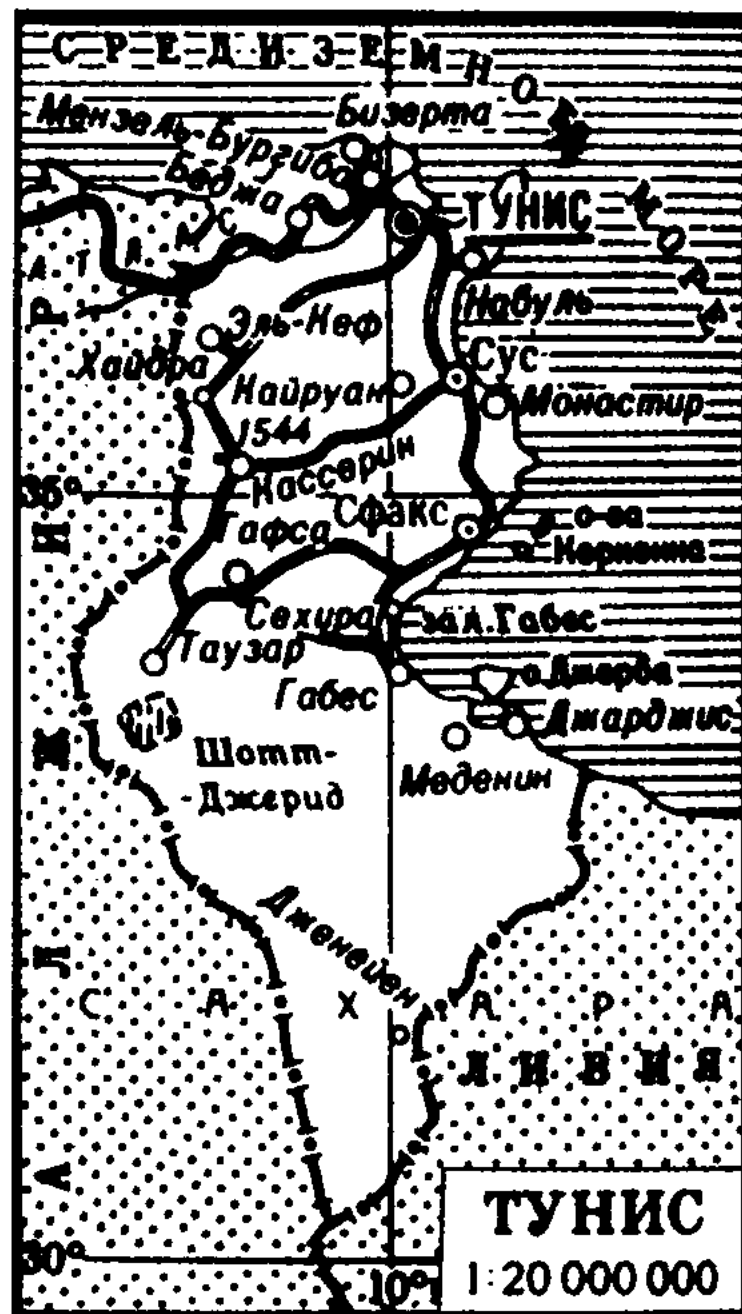 СРЕДИЗЕМНОЕ МОРЕ
Бизерта
Мензель-Бургиба
Беджа
ТУНИС
АТЛАС
Набуль
Эль-Кеф
Хайдра
Сус
Кайруан
Монастир
1544
Кассерин
35°
Гафса
Сфакс
о-ва
Керкенна
Сехира
зал. Габес
Таузар
Габес
о. Джерба
Джарджис
Шотт-
-Джерид
Меденин
Дженейен
САХАРА
ЛИВИЯ
АЛЖИР
30°
10°
ТУНИС
1:20 000 000